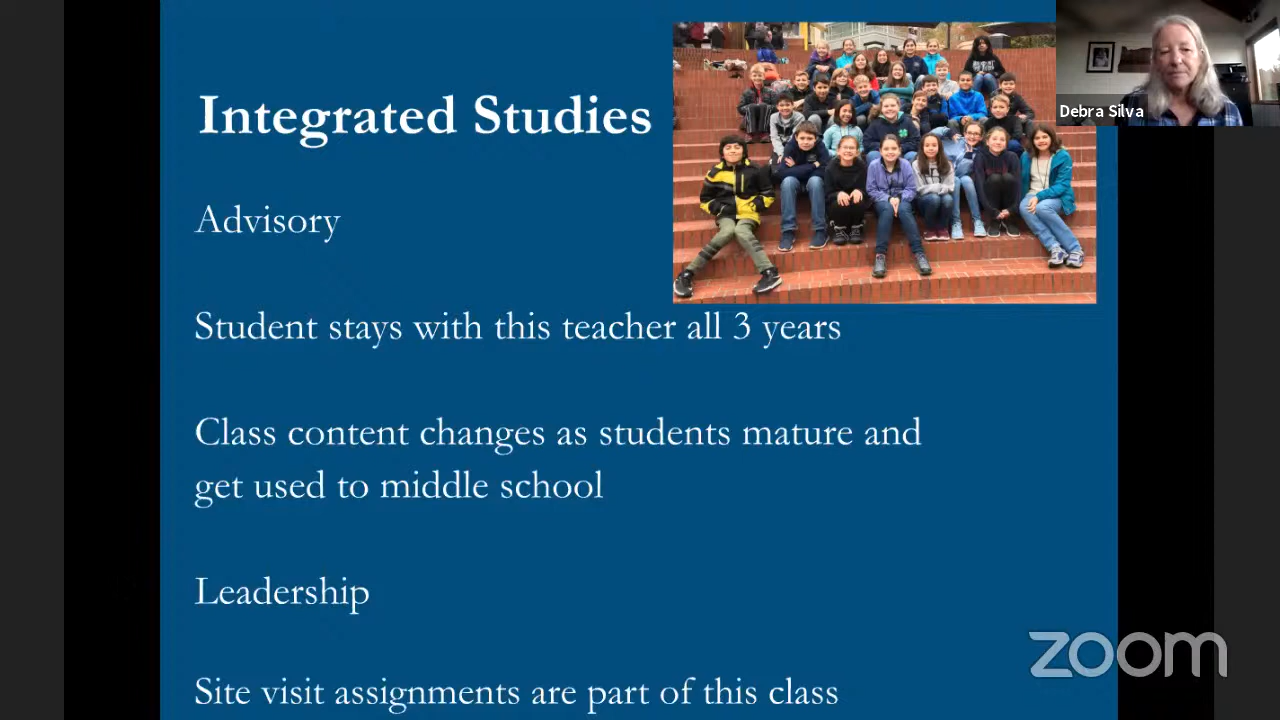 Integrated Studies
Debra Silva
Advisory
Student stays with this teacher all 3 years
Class content changes as students mature and
get used to middle school
Leadership
Site visit assignments are part of this class
zoom